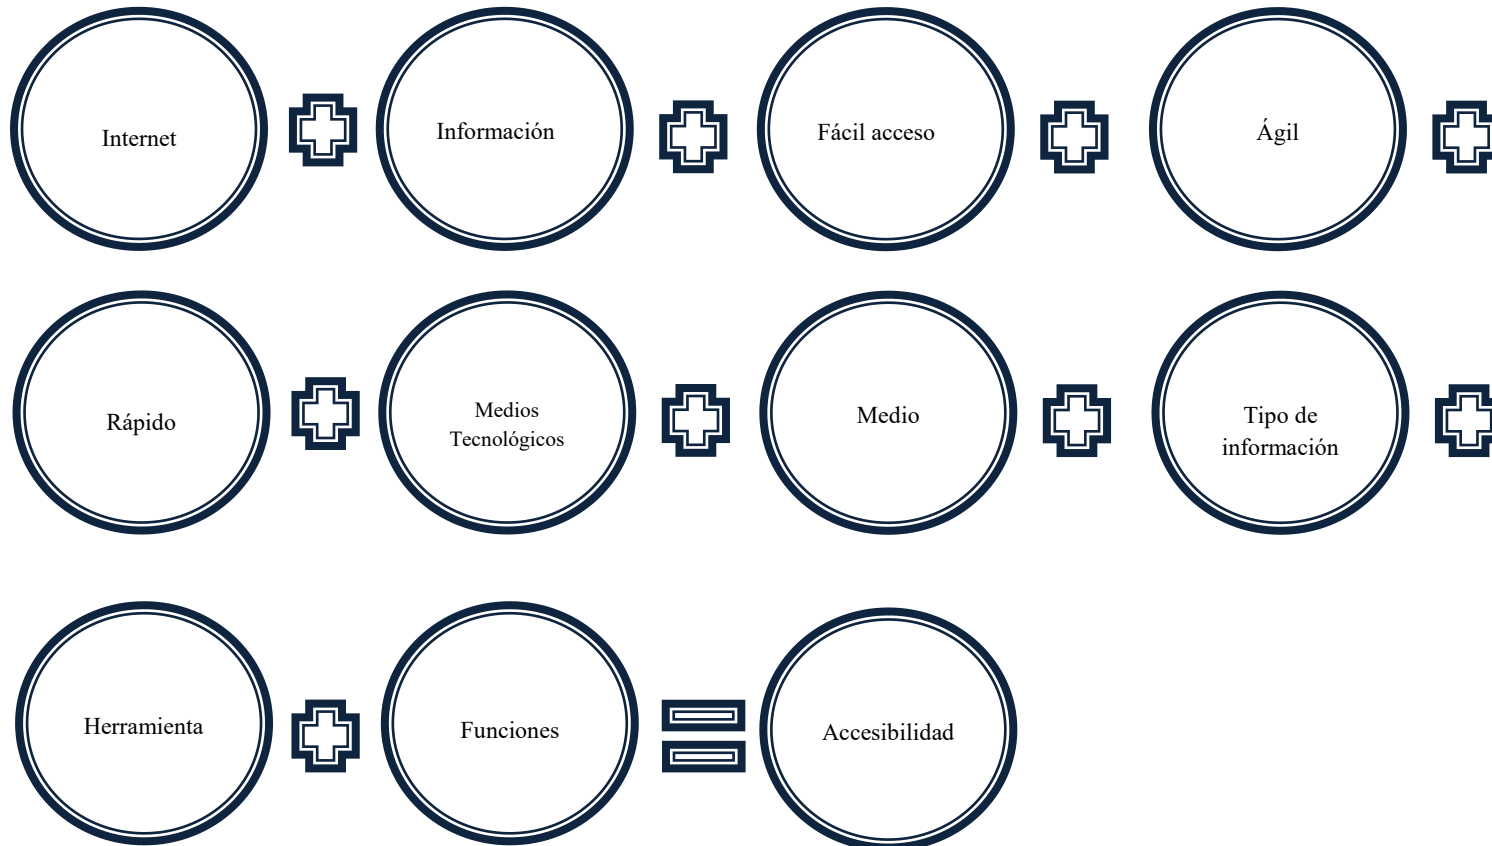 Internet
Información
Fácil acceso
Ágil
Rápido
Medios
Tecnológicos
Medio
Tipo de
información
Herramienta
Funciones
Accesibilidad